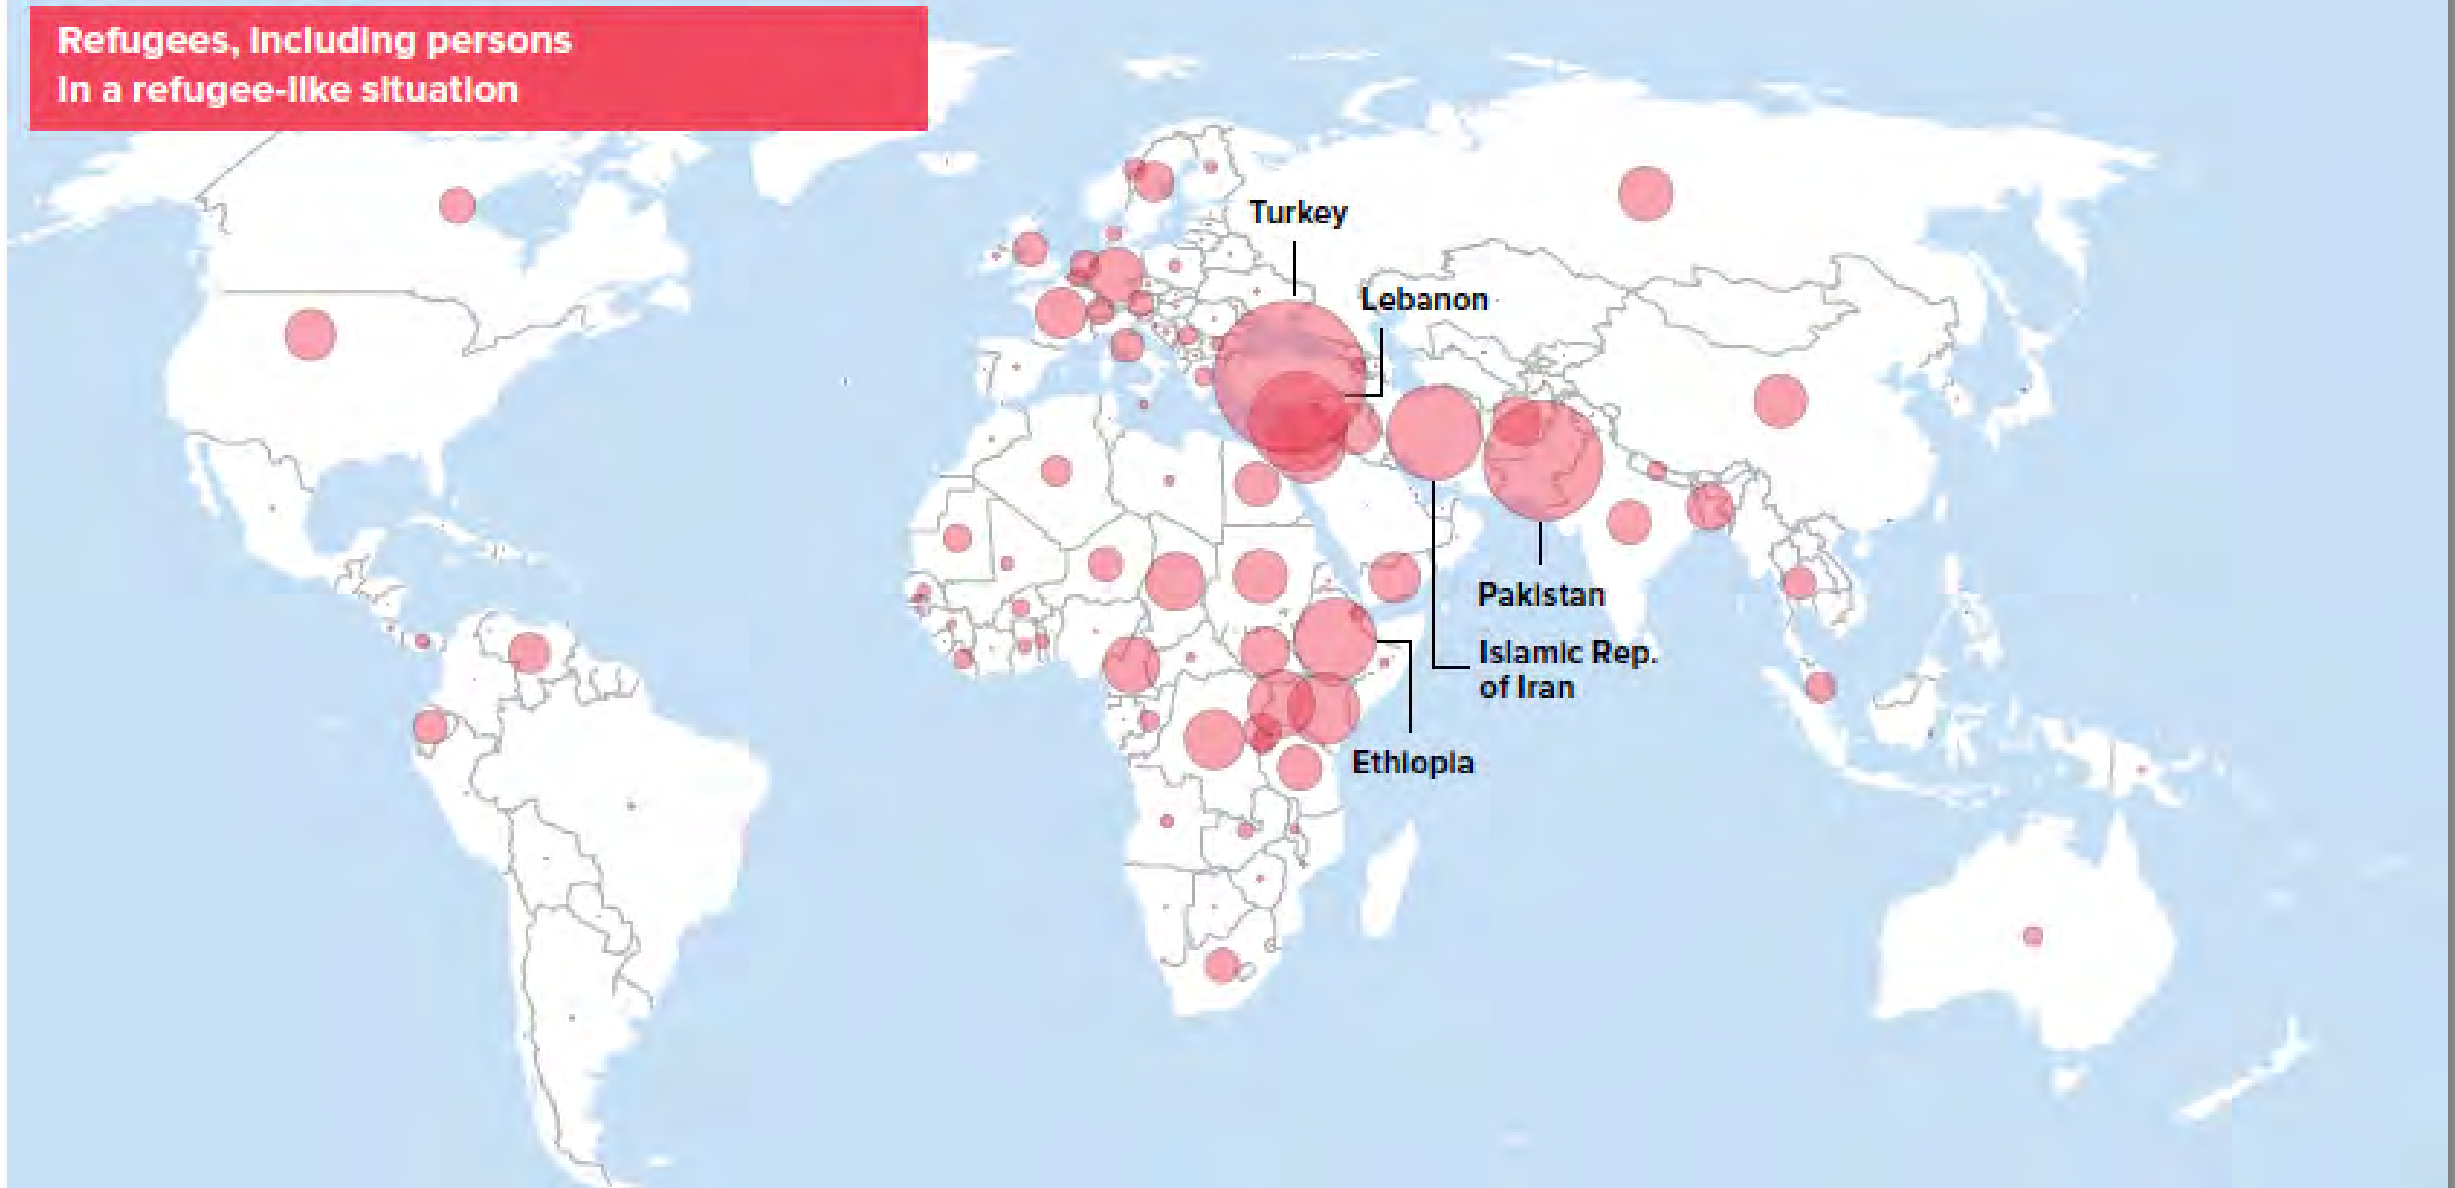 Refugees, including persons
in a refugee-like situation
Turkey
Lebanon
Pakistan
Islamic Rep.
of Iran
Ethiopia